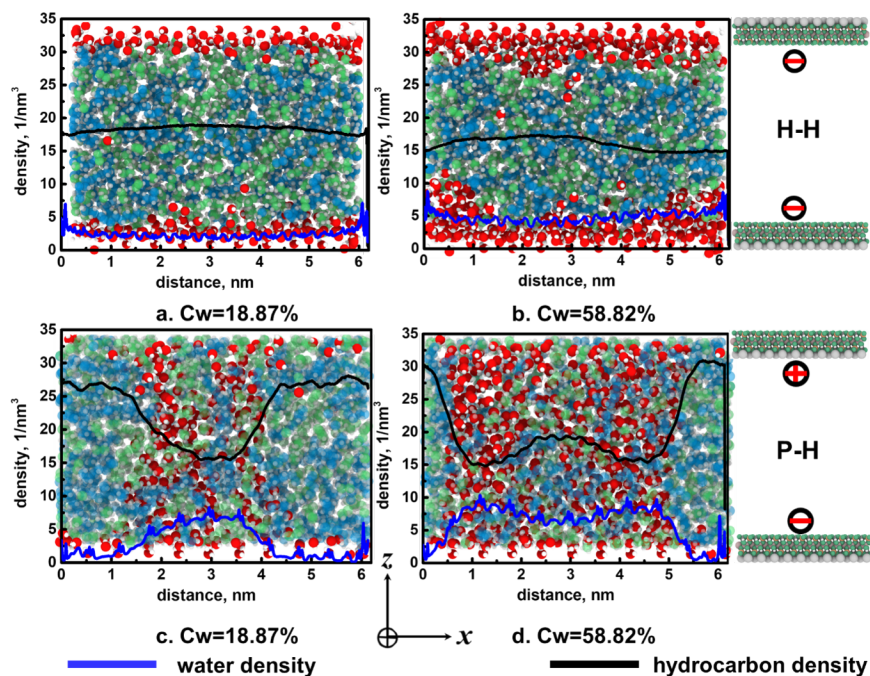 35
30
25
20
15
10
5
0
density, 1/nm³
0 1 2 3 4 5 6
distance, nm
a. Cw=18.87%
35
30
25
20
15
10
5
0
density, 1/nm³
0 1 2 3 4 5 6
distance, nm
b. Cw=58.82%
H-H
35
30
25
20
15
10
5
0
density, 1/nm³
0 1 2 3 4 5 6
distance, nm
c. Cw=18.87%
35
30
25
20
15
10
5
0
density, 1/nm³
0 1 2 3 4 5 6
distance, nm
d. Cw=58.82%
P-H
z
x
water density
hydrocarbon density